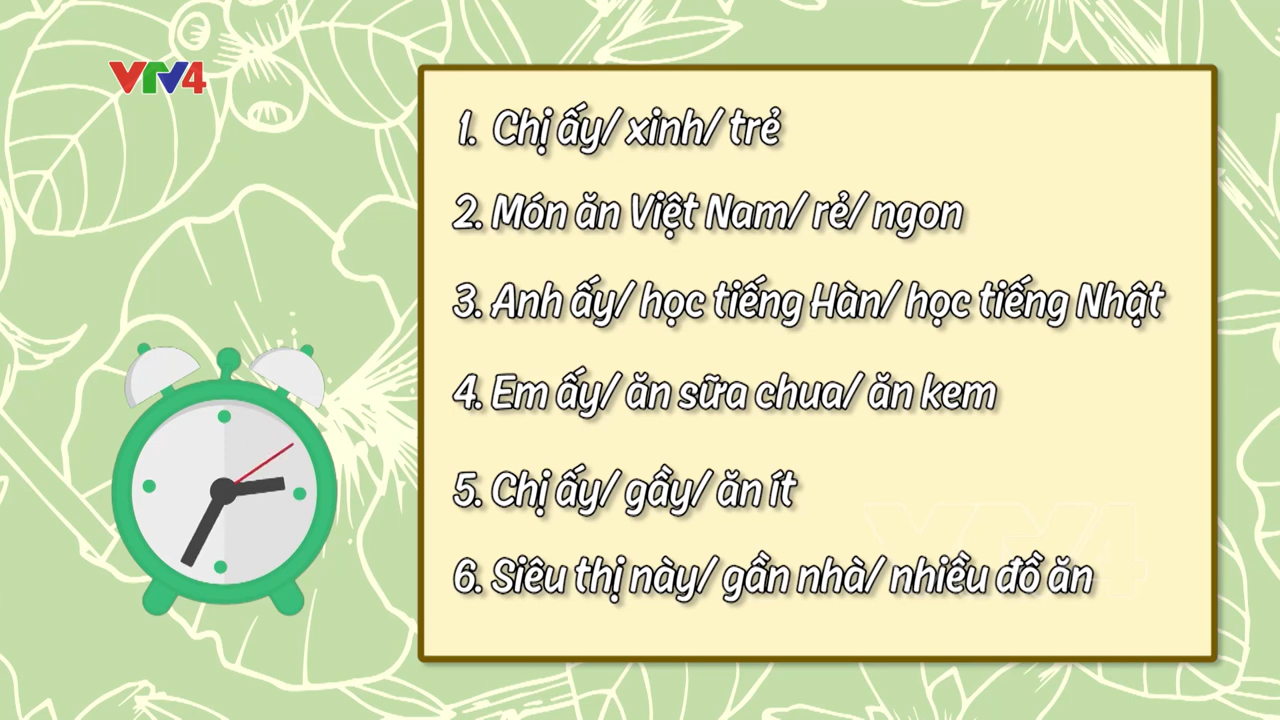 VTV4
1. Chị ấy/ xinh/ trẻ
2. Món ăn Việt Nam/ rẻ/ ngon
3. Anh ấy/ học tiếng Hàn/ học tiếng Nhật
4. Em ấy/ ăn sữa chua/ ăn kem
5. Chị ấy/ gầy/ ăn ít
6. Siêu thị này/ gần nhà/ nhiều đồ ăn
VTV4